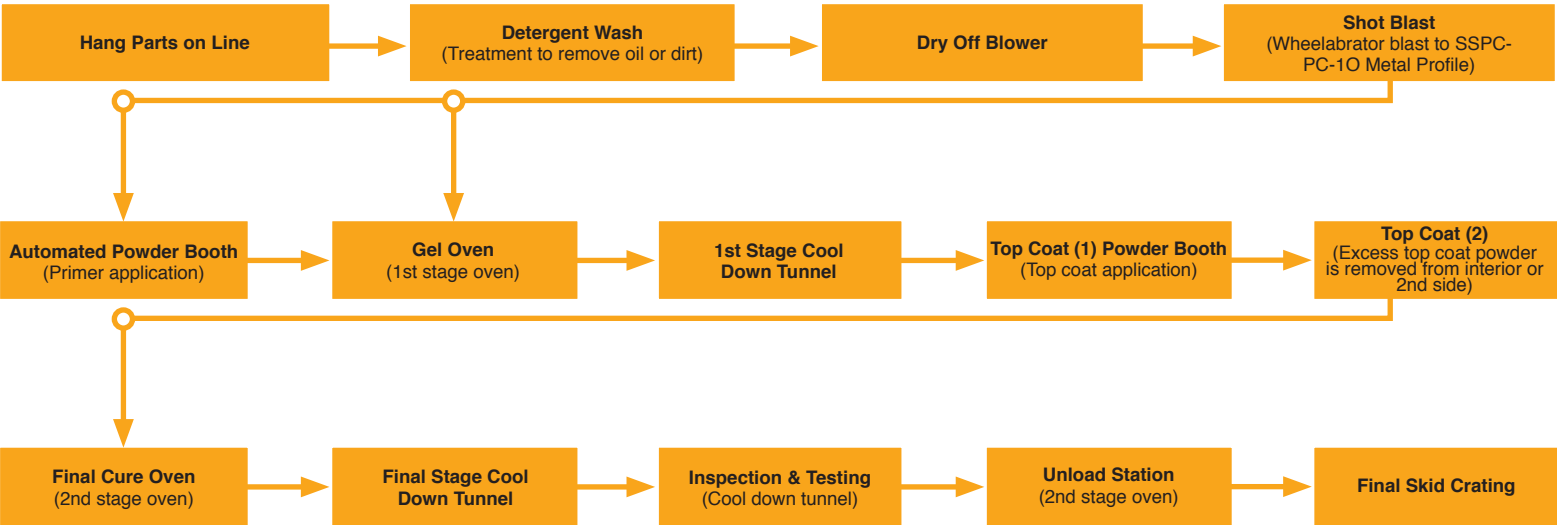 Hang Parts on Line
Detergent Wash
(Treatment to remove oil or dirt)
Dry Off Blower
Shot Blast
(Wheelabrator blast to SSPC-
PC-1O Metal Profile)
Automated Powder Booth
(Primer application)
Gel Oven
(1st stage oven)
1st Stage Cool
Down Tunnel
Top Coat (1) Powder Booth
(Top coat application)
Top Coat (2)
(Excess top coat powder
is removed from interior or
2nd side)
Final Cure Oven
(2nd stage oven)
Final Stage Cool
Down Tunnel
Inspection & Testing
(Cool down tunnel)
Unload Station
(2nd stage oven)
Final Skid Crating